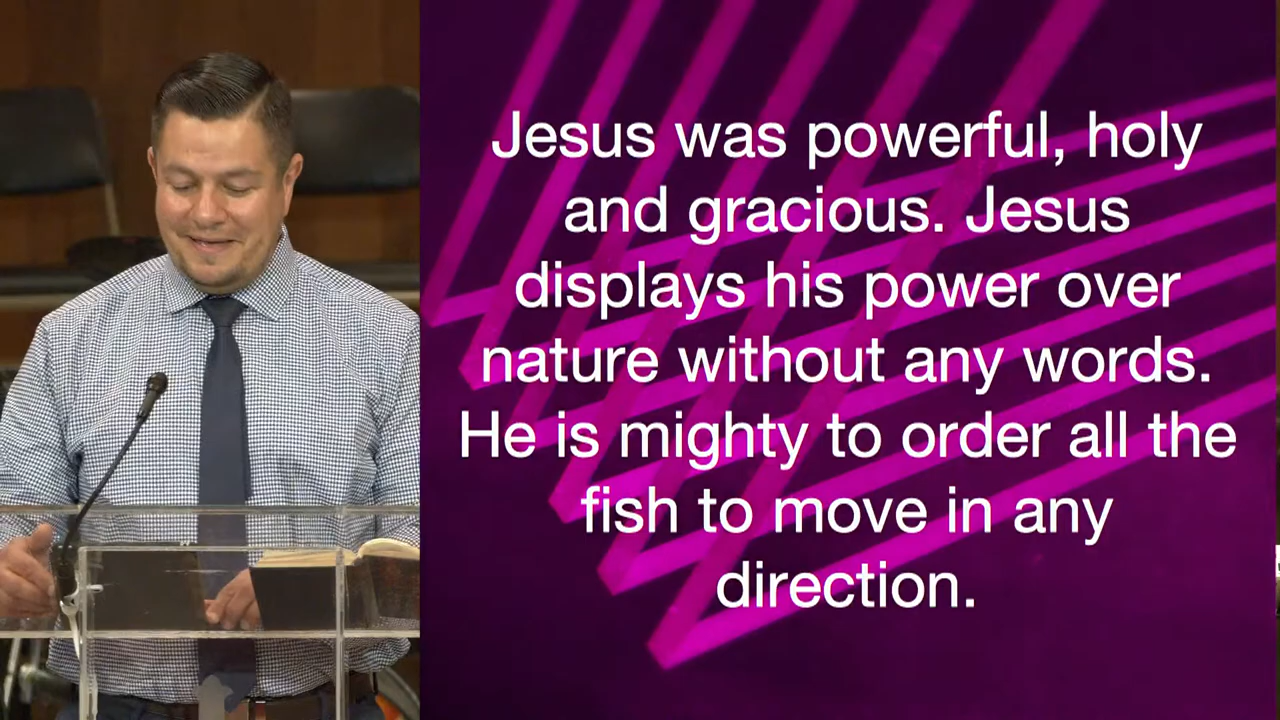 Jesus was powerful, holy
and gracious. Jesus
displays his power over
nature without any words.
He is mighty to order all the
fish to move in any
direction.